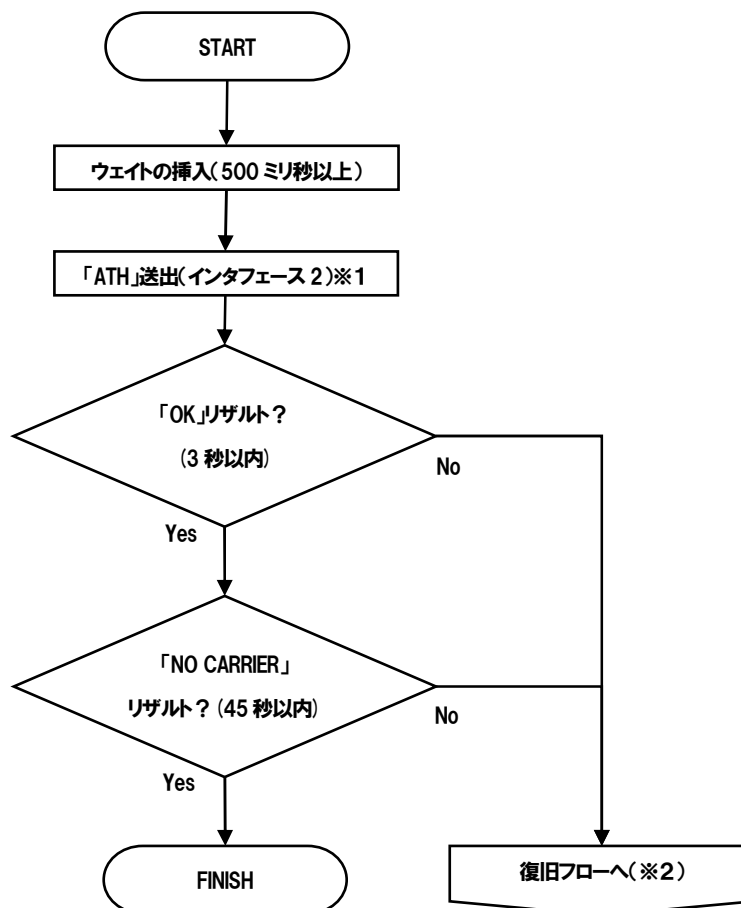 START
ウェイトの挿入(500ミリ秒以上)
「ATH」送出(インタフェース2)※1
「OK」リザルト?
(3秒以内)
No
Yes
「NO CARRIER」
リザルト?(45秒以内)
No
Yes
FINISH
復旧フローへ(※2)